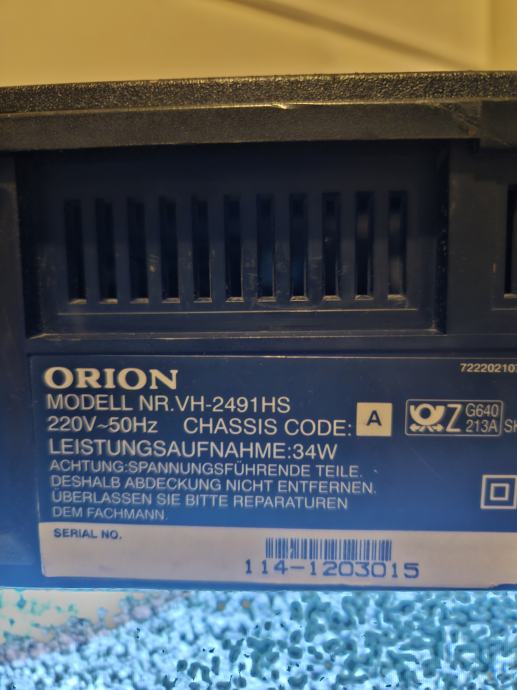 ORION
722202107
MODELL NR.VH-2491HS
220V~50Hz CHASSIS CODE: A
Z G640
213A
LEISTUNGSAUFNAHME:34W
ACHTUNG:SPANNUNGSFÜHRENDE TEILE.
DESHALB ABDECKUNG NICHT ENTFERNEN.
ÜBERLASSEN SIE BITTE REPARATUREN
DEM FACHMANN.
SERIAL NO.
114-1203015